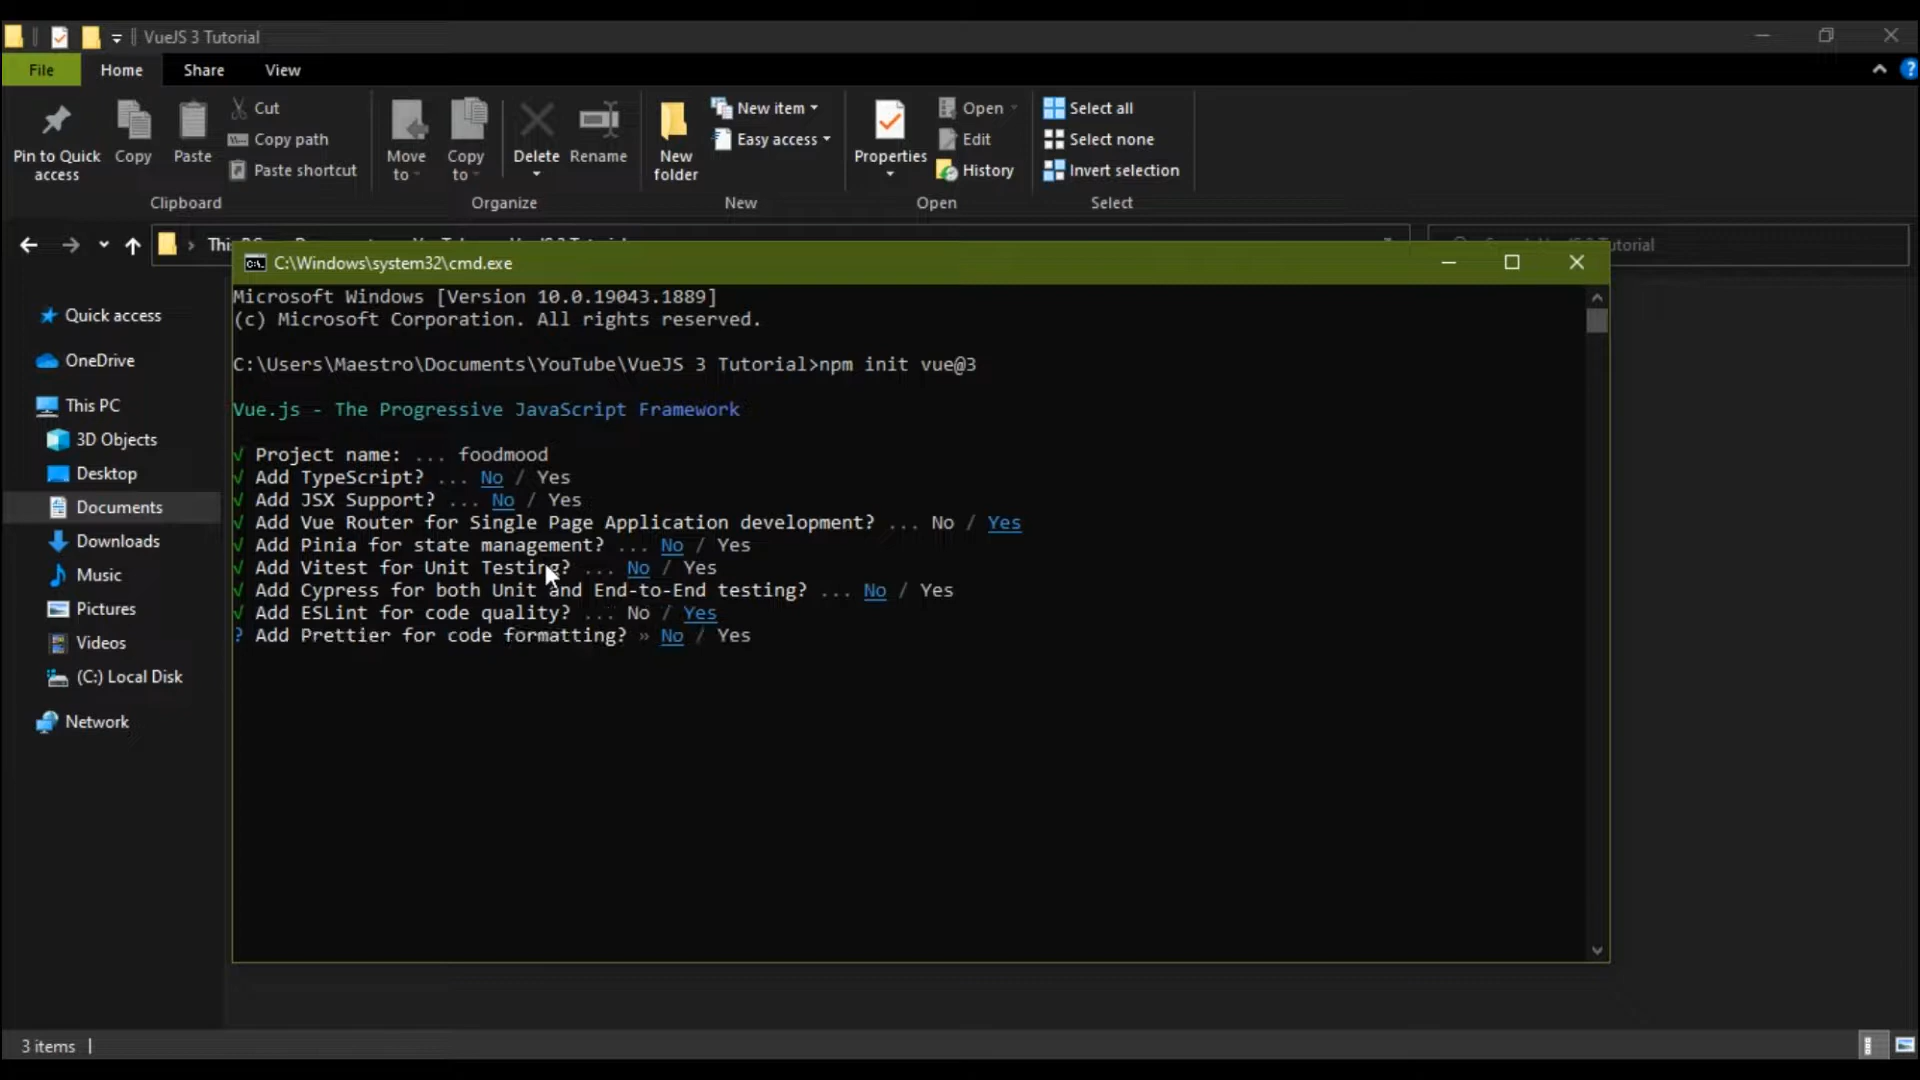 VueJS 3 Tutorial
File Home Share View
Pin to Quick access
Copy
Paste
Cut
Copy path
Paste shortcut
Move to
Copy to
Delete
Rename
New folder
New item
Easy access
Properties
Open
Edit
History
Select all
Select none
Invert selection
Clipboard
Organize
New
Open
Select
C:\Windows\system32\cmd.exe
Microsoft Windows [Version 10.0.19043.1889]
(c) Microsoft Corporation. All rights reserved.
C:\Users\Maestro\Documents\YouTube\VueJS 3 Tutorial>npm init vue@3
Vue.js - The Progressive JavaScript Framework
√ Project name: ... foodmood
√ Add TypeScript? ... No / Yes
√ Add JSX Support? ... No / Yes
√ Add Vue Router for Single Page Application development? ... No / Yes
√ Add Pinia for state management? ... No / Yes
√ Add Vitest for Unit Testing? ... No / Yes
√ Add Cypress for both Unit and End-to-End testing? ... No / Yes
√ Add ESLint for code quality? ... No / Yes
? Add Prettier for code formatting? » No / Yes
Quick access
OneDrive
This PC
3D Objects
Desktop
Documents
Downloads
Music
Pictures
Videos
(C:) Local Disk
Network
3 items